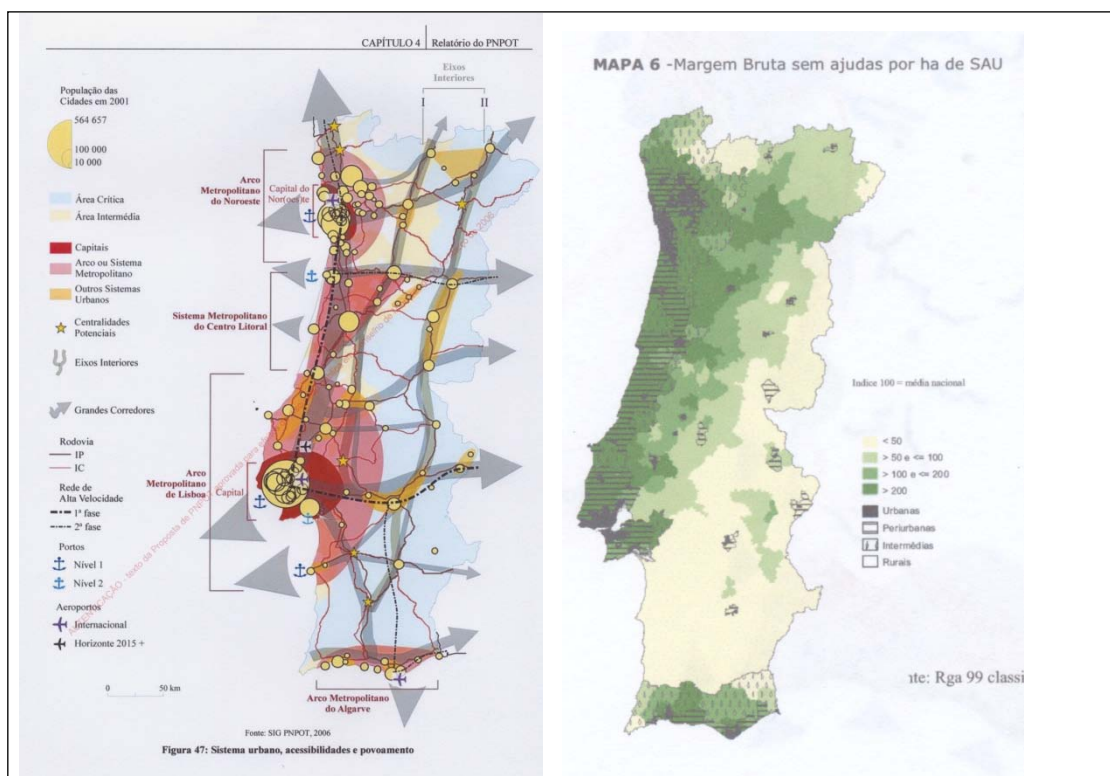 CAPÍTULO 4 Relatório do PNPOT
População das
Cidades em 2001
564 657
100 000
10 000
Área Crítica
Área Intermédia
Capitais
Arco ou Sistema
Metropolitano
Outros Sistemas
Urbanos
Centralidades
Potenciais
Eixos Interiores
Grandes Corredores
Rodovia
IP
IC
Rede de
Alta Velocidade
1ª fase
2ª fase
Portos
Nível 1
Nível 2
Aeroportos
Internacional
Horizonte 2015 +
0 50 km
Eixos
Interiores
I II
Arco
Metropolitano
do Noroeste
Capital do
Noroeste
Sistema Metropolitano
do Centro Litoral
Arco
Metropolitano
de Lisboa
Capital
Arco Metropolitano
do Algarve
Fonte: SIG PNPOT, 2006
Figura 47: Sistema urbano, acessibilidades e povoamento
MAPA 6 -Margem Bruta sem ajudas por ha de SAU
Indice 100 = média nacional
< 50
> 50 e <= 100
> 100 e <= 200
> 200
Urbanas
Periurbanas
Intermédias
Rurais
nte: Rga 99 classi